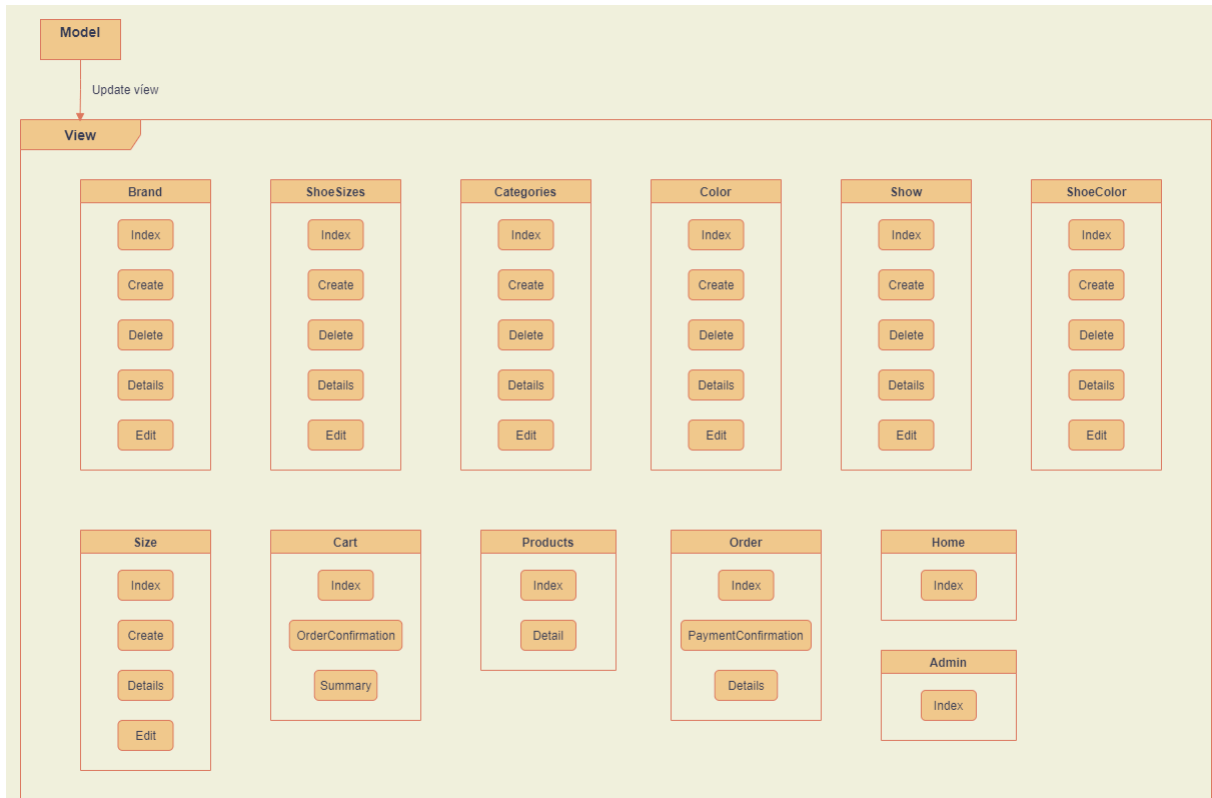 Model
Update víew
View
Brand
Index
Create
Delete
Details
Edit
ShoeSizes
Index
Create
Delete
Details
Edit
Categories
Index
Create
Delete
Details
Edit
Color
Index
Create
Delete
Details
Edit
Show
Index
Create
Delete
Details
Edit
ShoeColor
Index
Create
Delete
Details
Edit
Size
Index
Create
Details
Edit
Cart
Index
OrderConfirmation
Summary
Products
Index
Detail
Order
Index
PaymentConfirmation
Details
Home
Index
Admin
Index